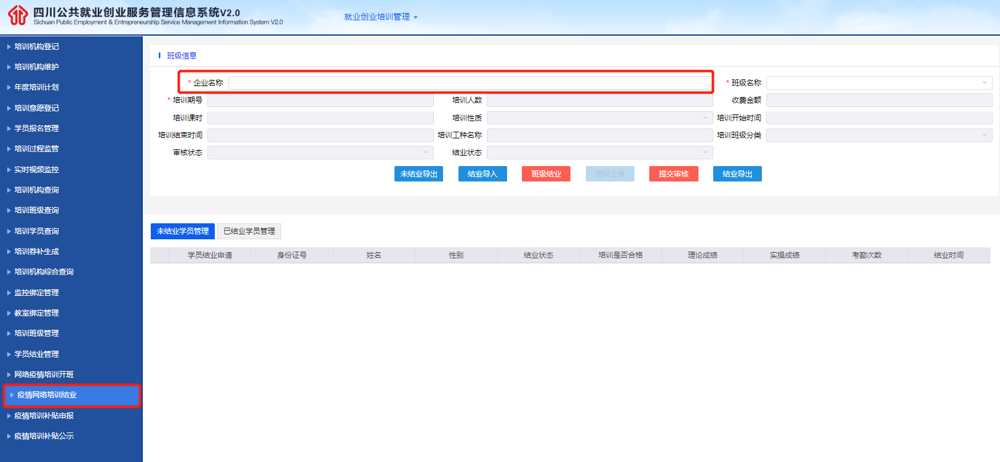 四川公共就业创业服务管理信息系统V2.0
Sichuan Public Employment & Entrepreneurship Service Management Information System V2.0
就业创业培训管理
培训机构登记
培训机构维护
年度培训计划
培训意愿登记
学员报名管理
培训过程监管
实时视频监控
培训机构查询
培训班级查询
培训学员查询
培训券补生成
培训机构综合查询
监控绑定管理
教室绑定管理
培训班级管理
学员结业管理
网络疫情培训开班
疫情网络培训结业
疫情培训补贴申报
疫情培训补贴公示
班级信息
* 企业名称 * 班级名称
* 培训期号 培训人数 收费金额
培训课时 培训性质 培训开始时间
培训结束时间 培训工种名称 培训班级分类
审核状态 结业状态
未结业导出 结业导入 班级结业 资料上传 提交审核 结业导出
未结业学员管理 已结业学员管理
学员结业申请 身份证号 姓名 性别 结业状态 培训是否合格 理论成绩 实操成绩 考勤次数 结业时间